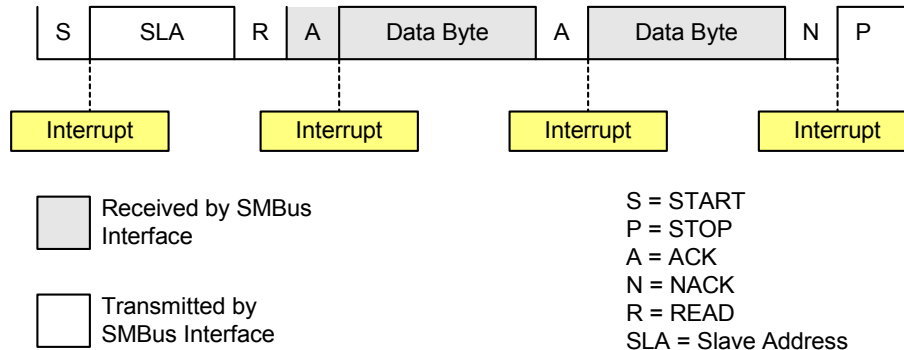 S SLA R A Data Byte A Data Byte N P
Interrupt Interrupt Interrupt Interrupt
Received by SMBus
Interface
Transmitted by
SMBus Interface
S = START
P = STOP
A = ACK
N = NACK
R = READ
SLA = Slave Address